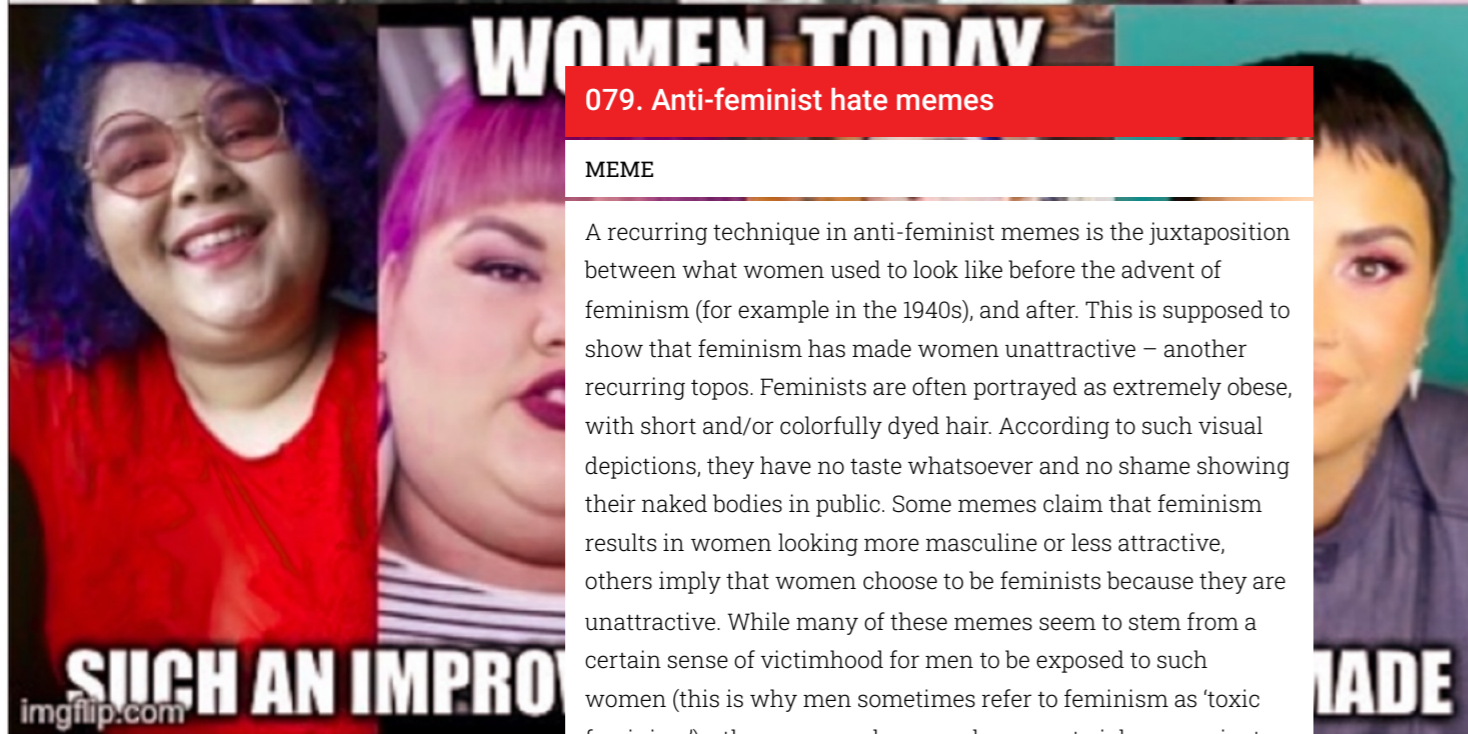 WOMEN TODAY
079. Anti-feminist hate memes
MEME
A recurring technique in anti-feminist memes is the juxtaposition
between what women used to look like before the advent of
feminism (for example in the 1940s), and after. This is supposed to
show that feminism has made women unattractive – another
recurring topos. Feminists are often portrayed as extremely obese,
with short and/or colorfully dyed hair. According to such visual
depictions, they have no taste whatsoever and no shame showing
their naked bodies in public. Some memes claim that feminism
results in women looking more masculine or less attractive,
others imply that women choose to be feminists because they are
unattractive. While many of these memes seem to stem from a
certain sense of victimhood for men to be exposed to such
women (this is why men sometimes refer to feminism as ‘toxic
SUCH AN IMPROV
imgflip.com